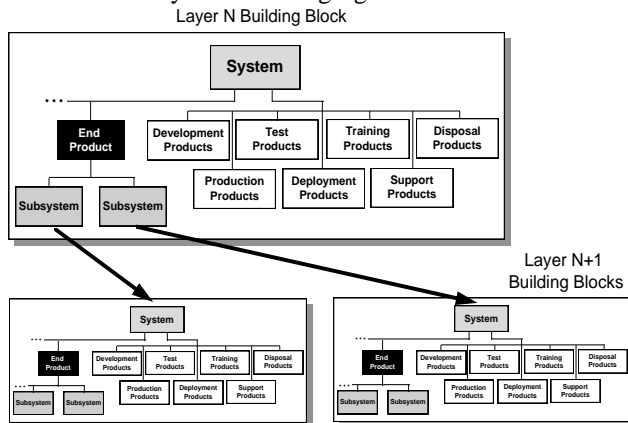 Layer N Building Block
System
...
End
Product
Development
Products
Test
Products
Training
Products
Disposal
Products
Production
Products
Deployment
Products
Support
Products
Subsystem
Subsystem
Layer N+1
Building Blocks
System
...
End
Product
Development
Products
Test
Products
Training
Products
Disposal
Products
...
Subsystem
Subsystem
Production
Products
Deployment
Products
Support
Products
System
...
End
Product
Development
Products
Test
Products
Training
Products
Disposal
Products
...
Subsystem
Subsystem
Production
Products
Deployment
Products
Support
Products